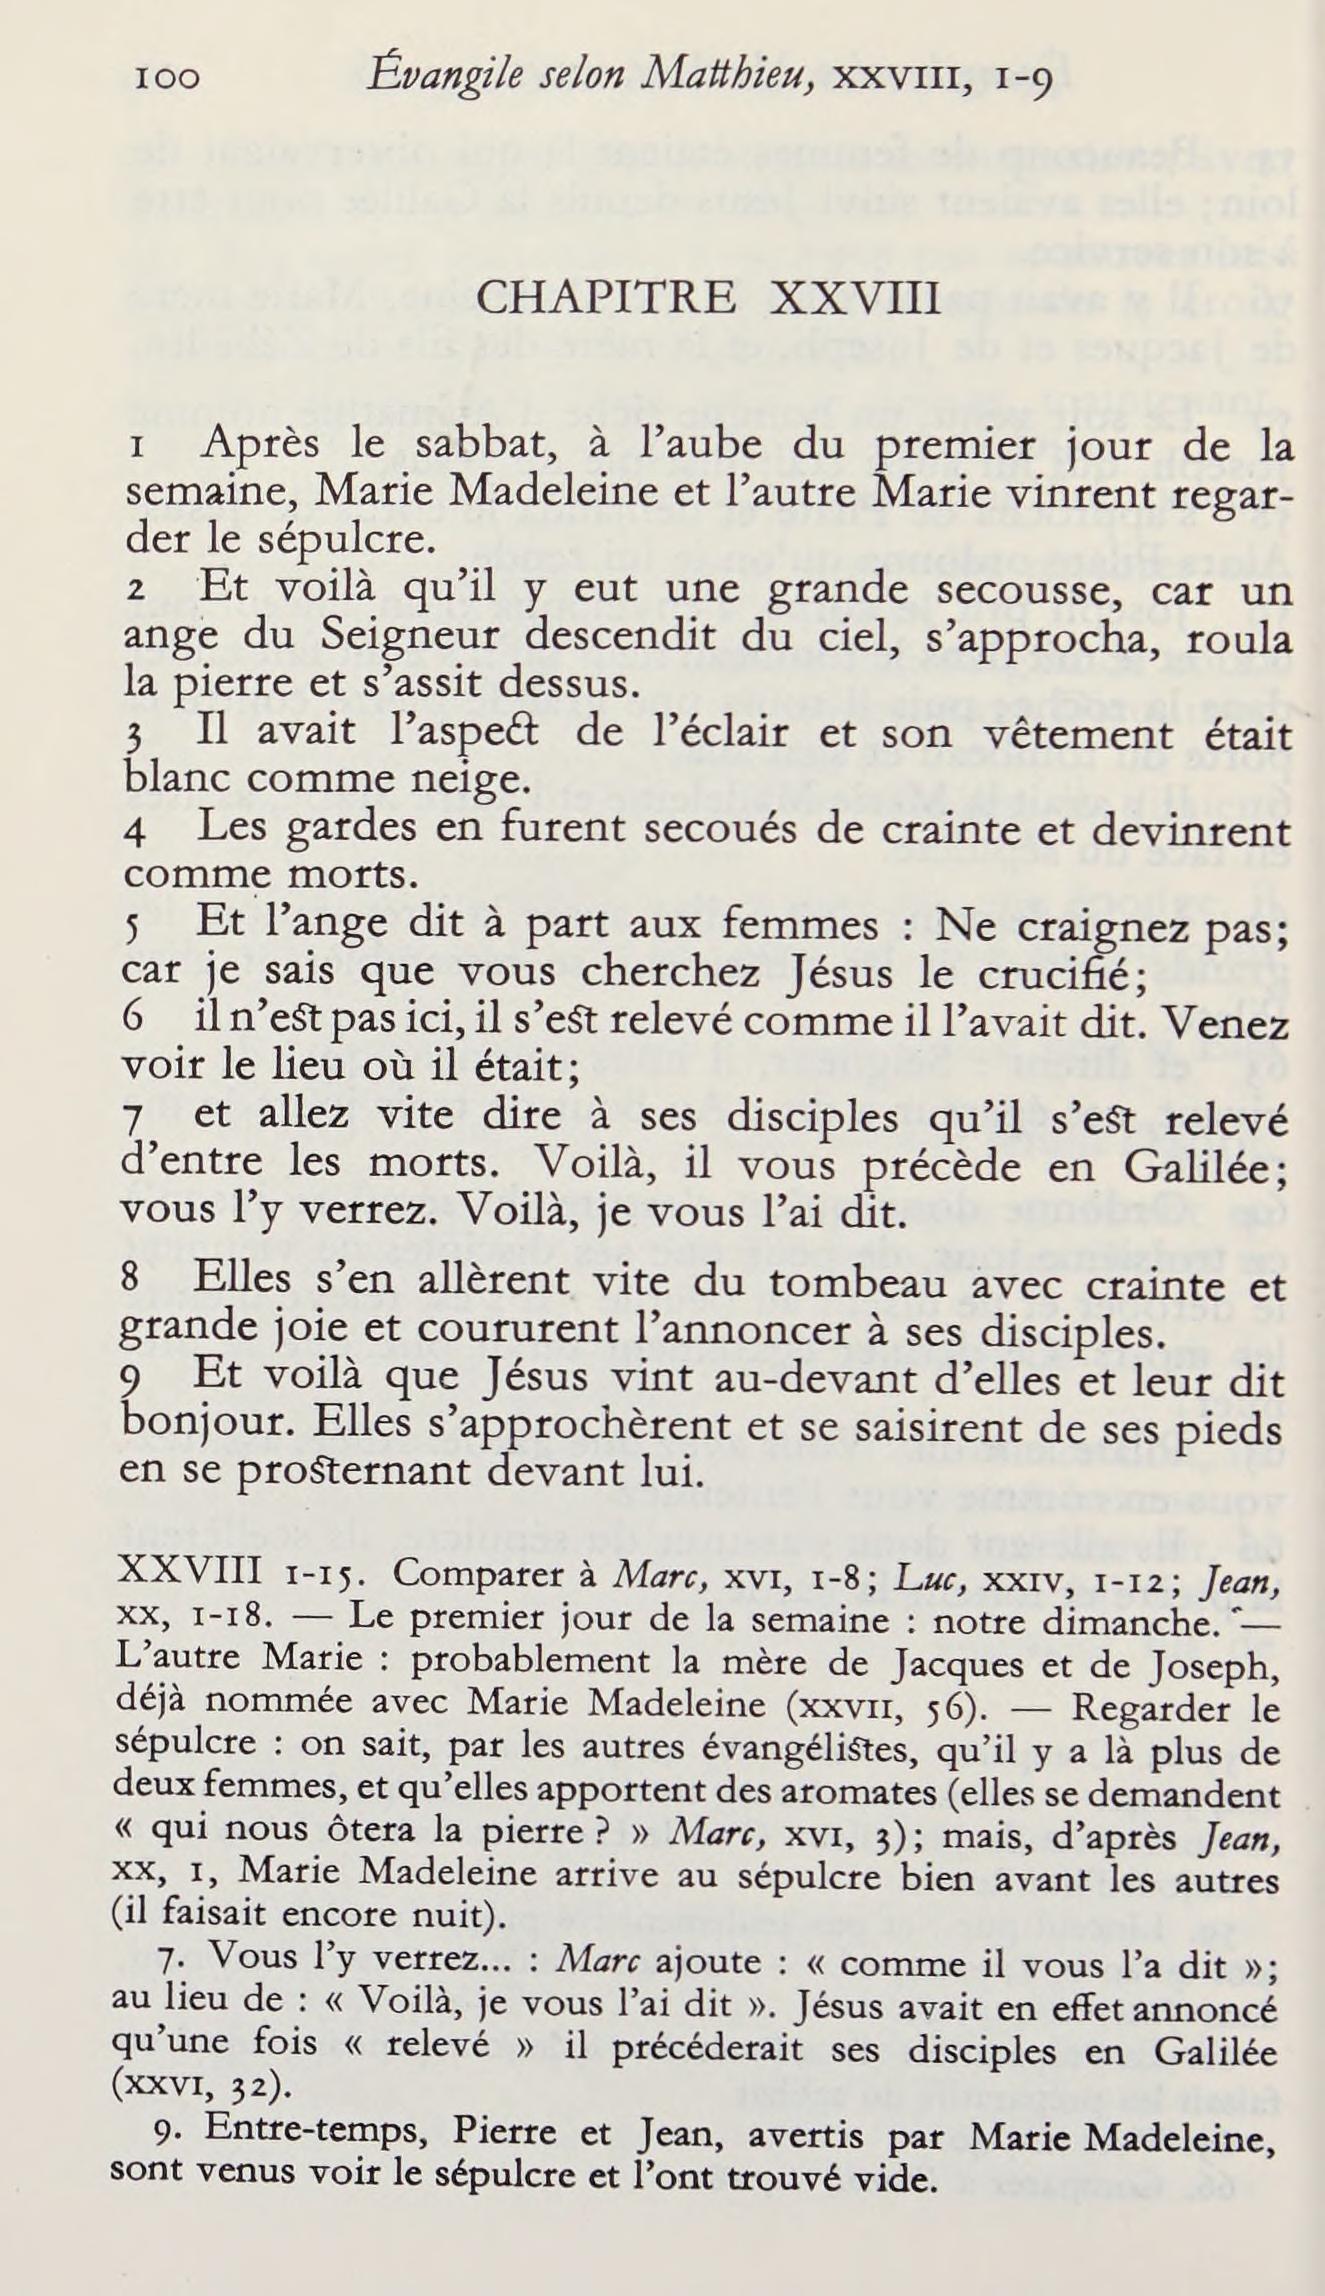 100 Évangile selon Matthieu, XXVIII, 1-9
CHAPITRE XXVIII
1 Après le sabbat, à l’aube du premier jour de la
semaine, Marie Madeleine et l’autre Marie vinrent regar-
der le sépulcre.
2 Et voilà qu’il y eut une grande secousse, car un
ange du Seigneur descendit du ciel, s’approcha, roula
la pierre et s’assit dessus.
3 Il avait l’aspect de l’éclair et son vêtement était
blanc comme neige.
4 Les gardes en furent secoués de crainte et devinrent
comme morts.
5 Et l’ange dit à part aux femmes : Ne craignez pas;
car je sais que vous cherchez Jésus le crucifié;
6 il n’est pas ici, il s’est relevé comme il l’avait dit. Venez
voir le lieu où il était;
7 et allez vite dire à ses disciples qu’il s’est relevé
d’entre les morts. Voilà, il vous précède en Galilée;
vous l’y verrez. Voilà, je vous l’ai dit.
8 Elles s’en allèrent vite du tombeau avec crainte et
grande joie et coururent l’annoncer à ses disciples.
9 Et voilà que Jésus vint au-devant d’elles et leur dit
bonjour. Elles s’approchèrent et se saisirent de ses pieds
en se prosternant devant lui.
XXVIII 1-15. Comparer à Marc, XVI, 1-8; Luc, XXIV, 1-12; Jean,
XX, 1-18. — Le premier jour de la semaine : notre dimanche. —
L’autre Marie : probablement la mère de Jacques et de Joseph,
déjà nommée avec Marie Madeleine (XXVII, 56). — Regarder le
sépulcre : on sait, par les autres évangélistes, qu’il y a là plus de
deux femmes, et qu’elles apportent des aromates (elles se demandent
« qui nous ôtera la pierre ? » Marc, XVI, 3); mais, d’après Jean,
XX, 1, Marie Madeleine arrive au sépulcre bien avant les autres
(il faisait encore nuit).
7. Vous l’y verrez... : Marc ajoute : « comme il vous l’a dit »;
au lieu de : « Voilà, je vous l’ai dit ». Jésus avait en effet annoncé
qu’une fois « relevé » il précéderait ses disciples en Galilée
(XXVI, 32).
9. Entre-temps, Pierre et Jean, avertis par Marie Madeleine,
sont venus voir le sépulcre et l’ont trouvé vide.